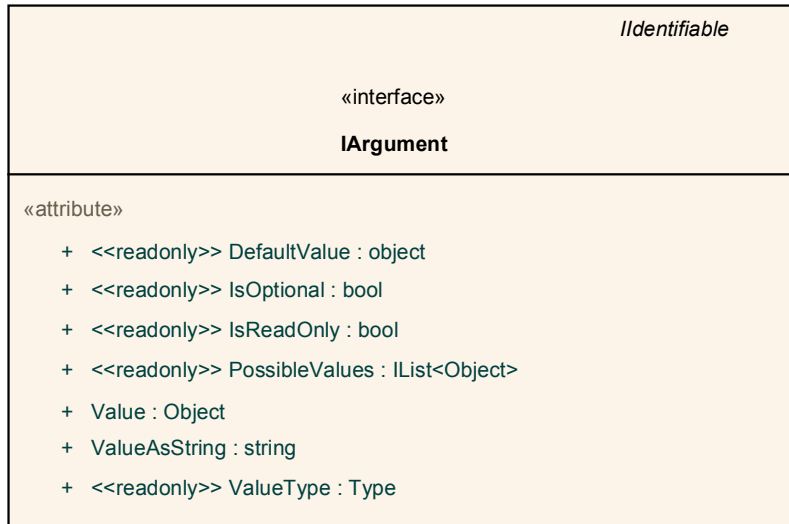 IIdentifiable
«interface»
IArgument
«attribute»
+ <<readonly>> DefaultValue : object
+ <<readonly>> IsOptional : bool
+ <<readonly>> IsReadOnly : bool
+ <<readonly>> PossibleValues : IList<Object>
+ Value : Object
+ ValueAsString : string
+ <<readonly>> ValueType : Type